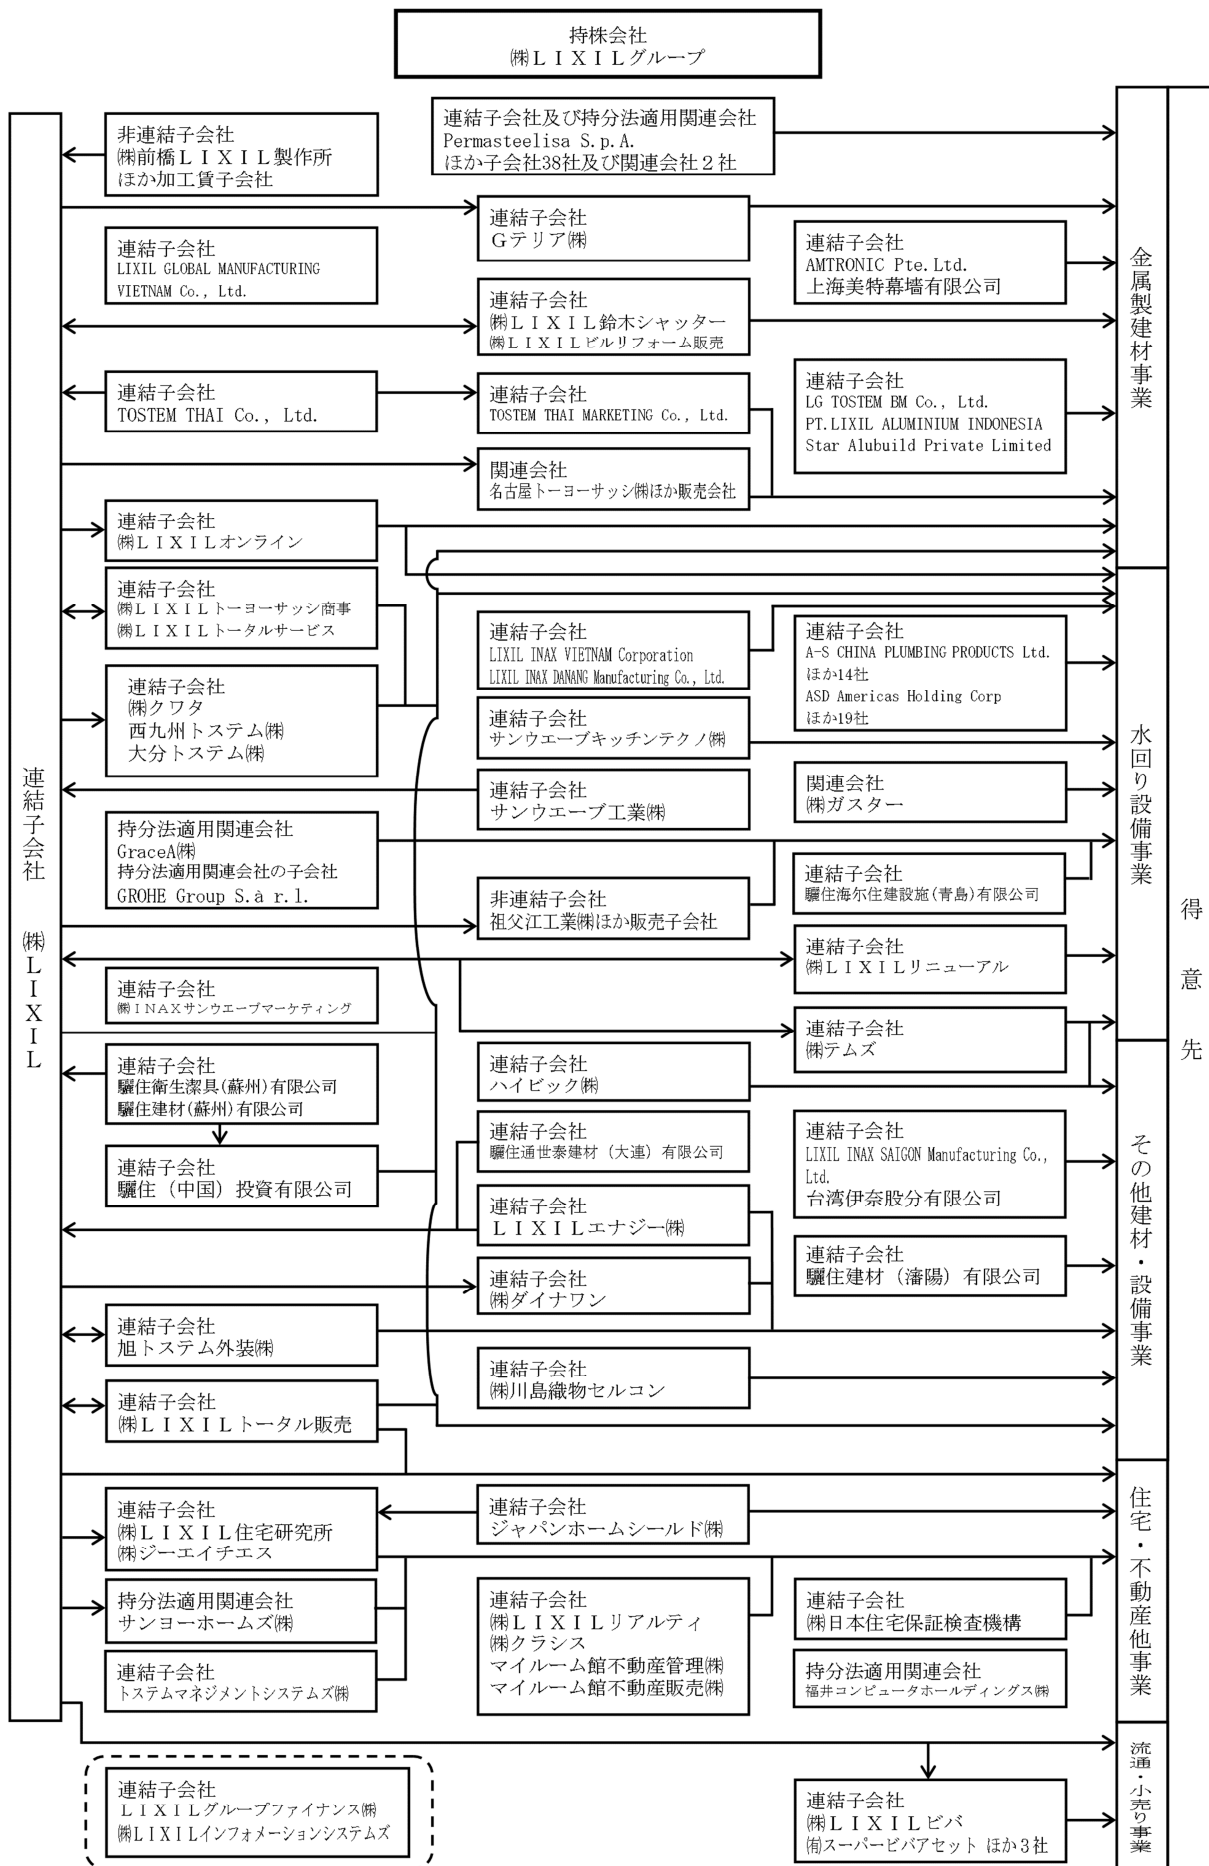 持株会社
㈱ＬＩＸＩＬグループ
連結子会社　㈱ＬＩＸＩＬ
非連結子会社
㈱前橋ＬＩＸＩＬ製作所
ほか加工賃子会社
連結子会社及び持分法適用関連会社
Permasteelisa S.p.A.
ほか子会社38社及び関連会社２社
連結子会社
Ｇテリア㈱
連結子会社
LIXIL GLOBAL MANUFACTURING
VIETNAM Co., Ltd.
連結子会社
AMTRONIC Pte.Ltd.
上海美特幕墙有限公司
連結子会社
㈱ＬＩＸＩＬ鈴木シャッター
㈱ＬＩＸＩＬビルリフォーム販売
連結子会社
TOSTEM THAI Co., Ltd.
連結子会社
TOSTEM THAI MARKETING Co., Ltd.
連結子会社
LG TOSTEM BM Co., Ltd.
PT.LIXIL ALUMINIUM INDONESIA
Star Alubuild Private Limited
関連会社
名古屋トーヨーサッシ㈱ほか販売会社
連結子会社
㈱ＬＩＸＩＬオンライン
連結子会社
㈱ＬＩＸＩＬトーヨーサッシ商事
㈱ＬＩＸＩＬトータルサービス
連結子会社
㈱クワタ
西九州トステム㈱
大分トステム㈱
連結子会社
LIXIL INAX VIETNAM Corporation
LIXIL INAX DANANG Manufacturing Co., Ltd.
連結子会社
A-S CHINA PLUMBING PRODUCTS Ltd.
ほか14社
ASD Americas Holding Corp
ほか19社
連結子会社
サンウエーブキッチンテクノ㈱
連結子会社
サンウエーブ工業㈱
関連会社
㈱ガスター
持分法適用関連会社
GraceA㈱
持分法適用関連会社の子会社
GROHE Group S.à r.l.
連結子会社
驪住海尔住建設施(青島)有限公司
非連結子会社
祖父江工業㈱ほか販売子会社
連結子会社
㈱ＬＩＸＩＬリニューアル
連結子会社
㈱ＩＮＡＸサンウエーブマーケティング
連結子会社
㈱テムズ
連結子会社
ハイビック㈱
連結子会社
驪住衛生潔具(蘇州)有限公司
驪住建材(蘇州)有限公司
連結子会社
驪住（中国）投資有限公司
連結子会社
驪住通世泰建材（大連）有限公司
連結子会社
LIXIL INAX SAIGON Manufacturing Co.,
Ltd.
台湾伊奈股分有限公司
連結子会社
ＬＩＸＩＬエナジー㈱
連結子会社
驪住建材（瀋陽）有限公司
連結子会社
㈱ダイナワン
連結子会社
旭トステム外装㈱
連結子会社
㈱川島織物セルコン
連結子会社
㈱ＬＩＸＩＬトータル販売
連結子会社
㈱ＬＩＸＩＬ住宅研究所
㈱ジーエイチエス
連結子会社
ジャパンホームシールド㈱
持分法適用関連会社
サンヨーホームズ㈱
連結子会社
㈱ＬＩＸＩＬリアルティ
㈱クラシス
マイルーム館不動産管理㈱
マイルーム館不動産販売㈱
連結子会社
㈱日本住宅保証検査機構
連結子会社
トステムマネジメントシステムズ㈱
持分法適用関連会社
福井コンピュータホールディングス㈱
連結子会社
ＬＩＸＩＬグループファイナンス㈱
㈱ＬＩＸＩＬインフォメーションシステムズ
連結子会社
㈱ＬＩＸＩＬビバ
㈲スーパービバアセット ほか３社
金属製建材事業
水回り設備事業
その他建材・設備事業
住宅・不動産他事業
流通・小売り事業
得意先